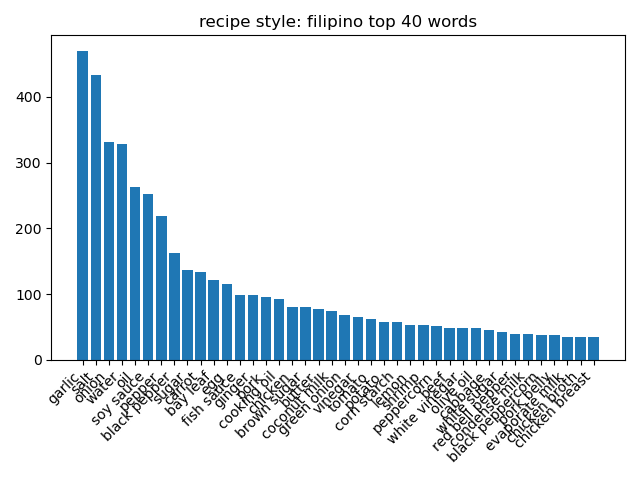 recipe style: filipino top 40 words
400
300
200
100
0
garlic
salt
onion
water
oil
soy sauce
pepper
black pepper
sugar
carrot
bay leaf
egg
fish sauce
ginger
pork
cooking oil
chicken
brown sugar
butter
coconut milk
green onion
vinegar
tomato
potato
corn starch
lemon
shrimp
peppercorn
beef
white vinegar
olive oil
cabbage
white sugar
red bell pepper
condense milk
black peppercorn
pork belly
evaporate milk
chicken broth
chicken breast